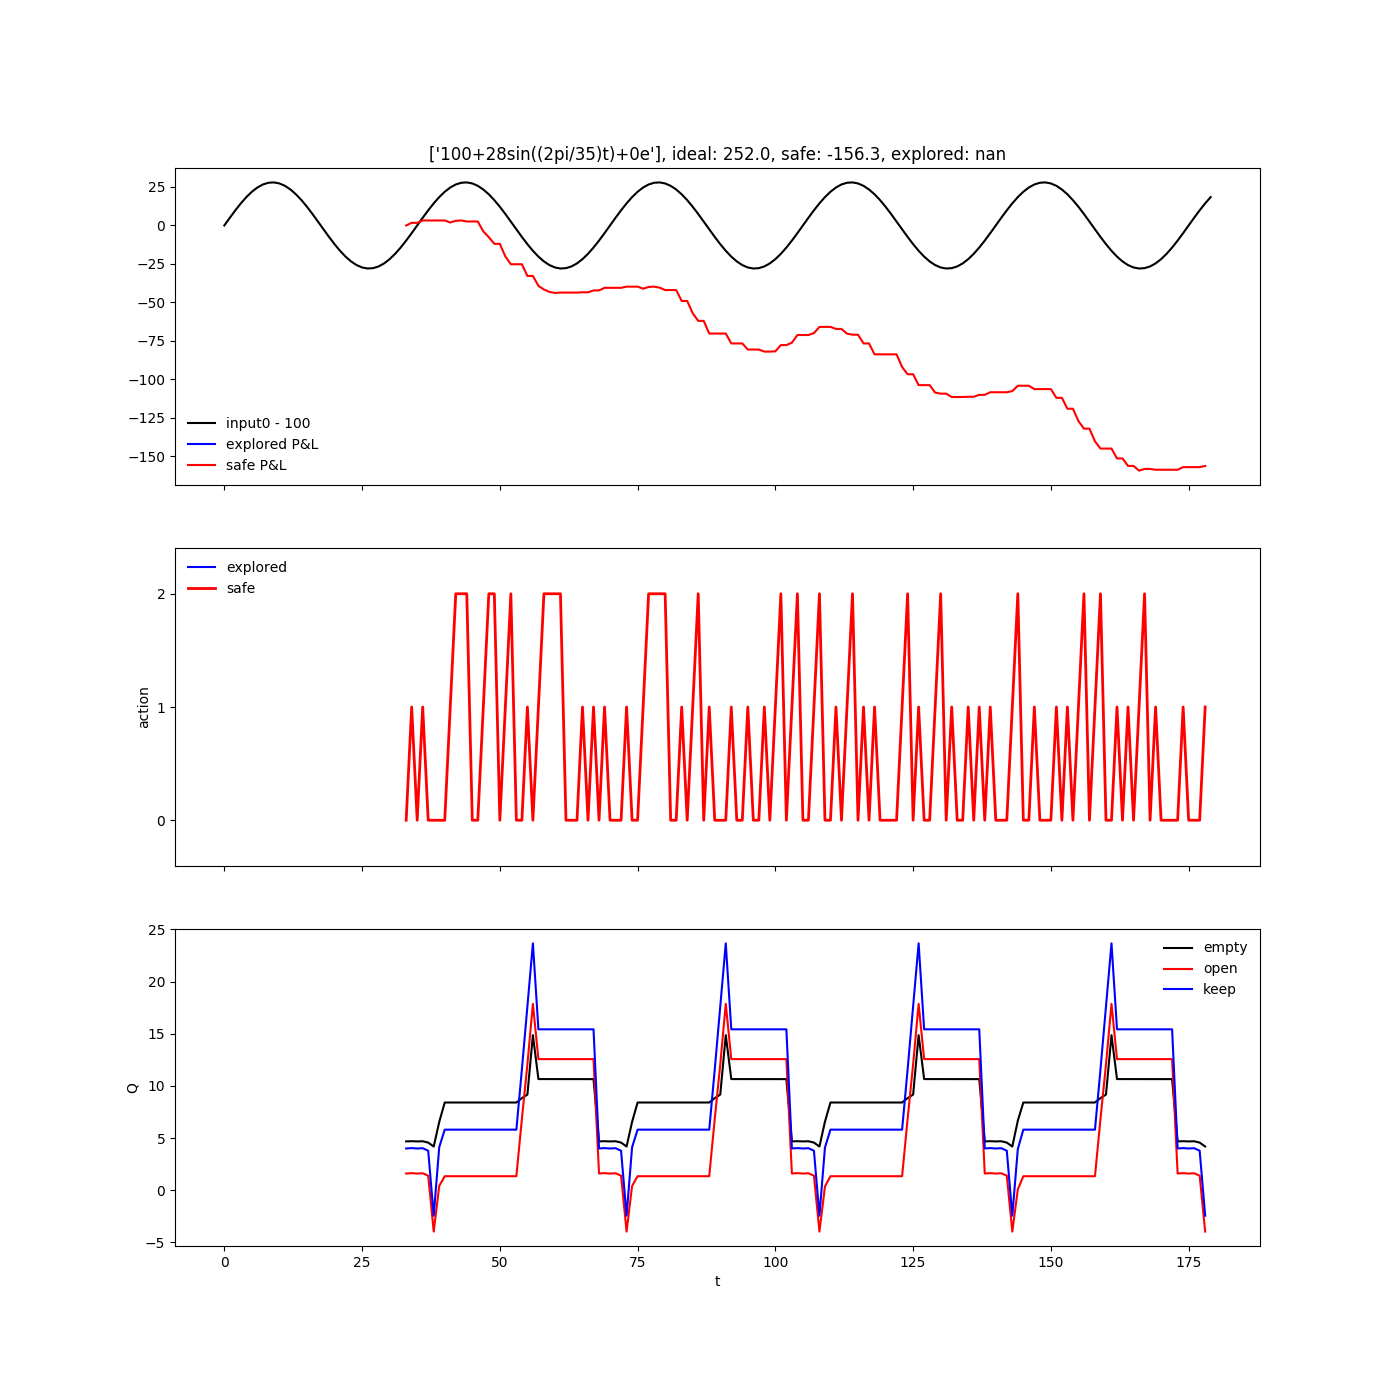 ['100+28sin((2pi/35)t)+0e'], ideal: 252.0, safe: -156.3, explored: nan
25
0
−25
−50
−75
−100
−125
−150
input0 - 100
explored P&L
safe P&L
explored
safe
2
1
0
action
empty
open
keep
25
20
15
10
5
0
−5
Q
0 25 50 75 100 125 150 175
t